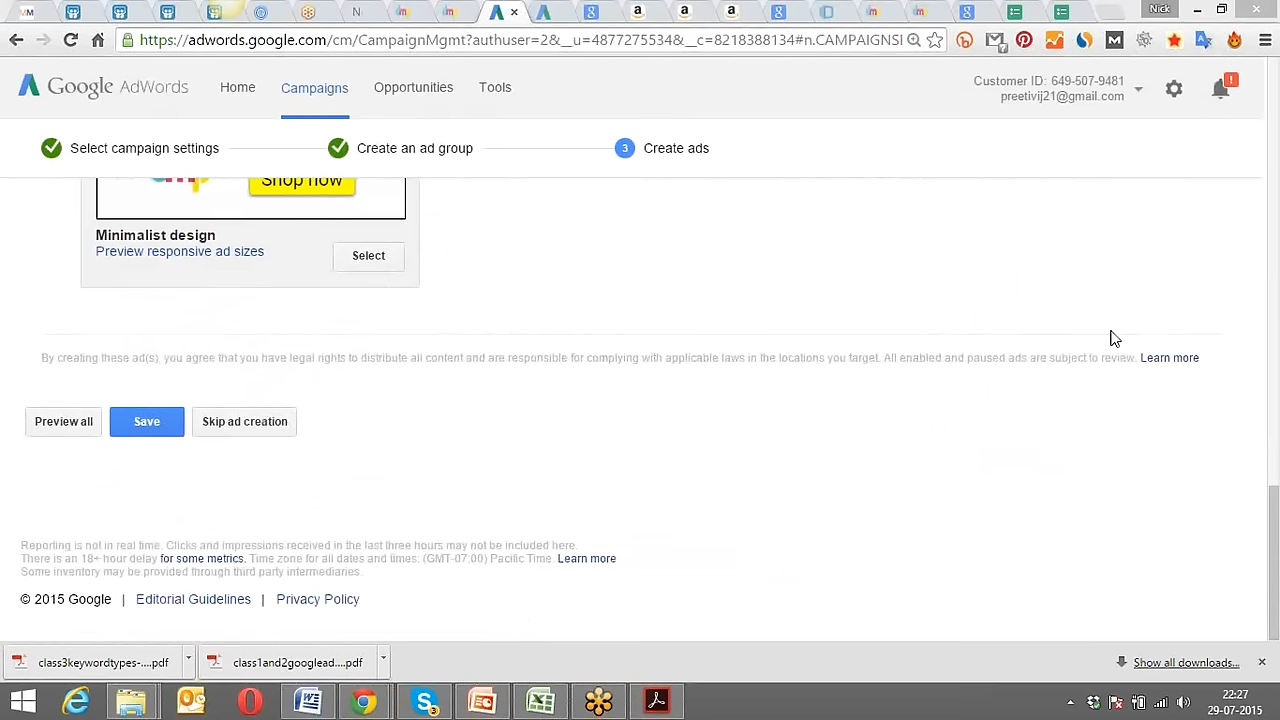 Nick
https://adwords.google.com/cm/CampaignMgmt?authuser=2&__u=4877275534&__c=8218388134#n.CAMPAIGNSI
Google AdWords
Home
Campaigns
Opportunities
Tools
Customer ID: 649-507-9481
preetivij21@gmail.com
Select campaign settings
Create an ad group
3 Create ads
Shop now
Minimalist design
Preview responsive ad sizes
Select
By creating these ad(s), you agree that you have legal rights to distribute all content and are responsible for complying with applicable laws in the locations you target. All enabled and paused ads are subject to review. Learn more
Preview all
Save
Skip ad creation
Reporting is not in real time. Clicks and impressions received in the last three hours may not be included here.
There is an 18+ hour delay for some metrics. Time zone for all dates and times: (GMT-07:00) Pacific Time. Learn more
Some inventory may be provided through third party intermediaries.
© 2015 Google | Editorial Guidelines | Privacy Policy
class3keywordtypes-....pdf
class1and2googlead....pdf
Show all downloads...
22:27
29-07-2015